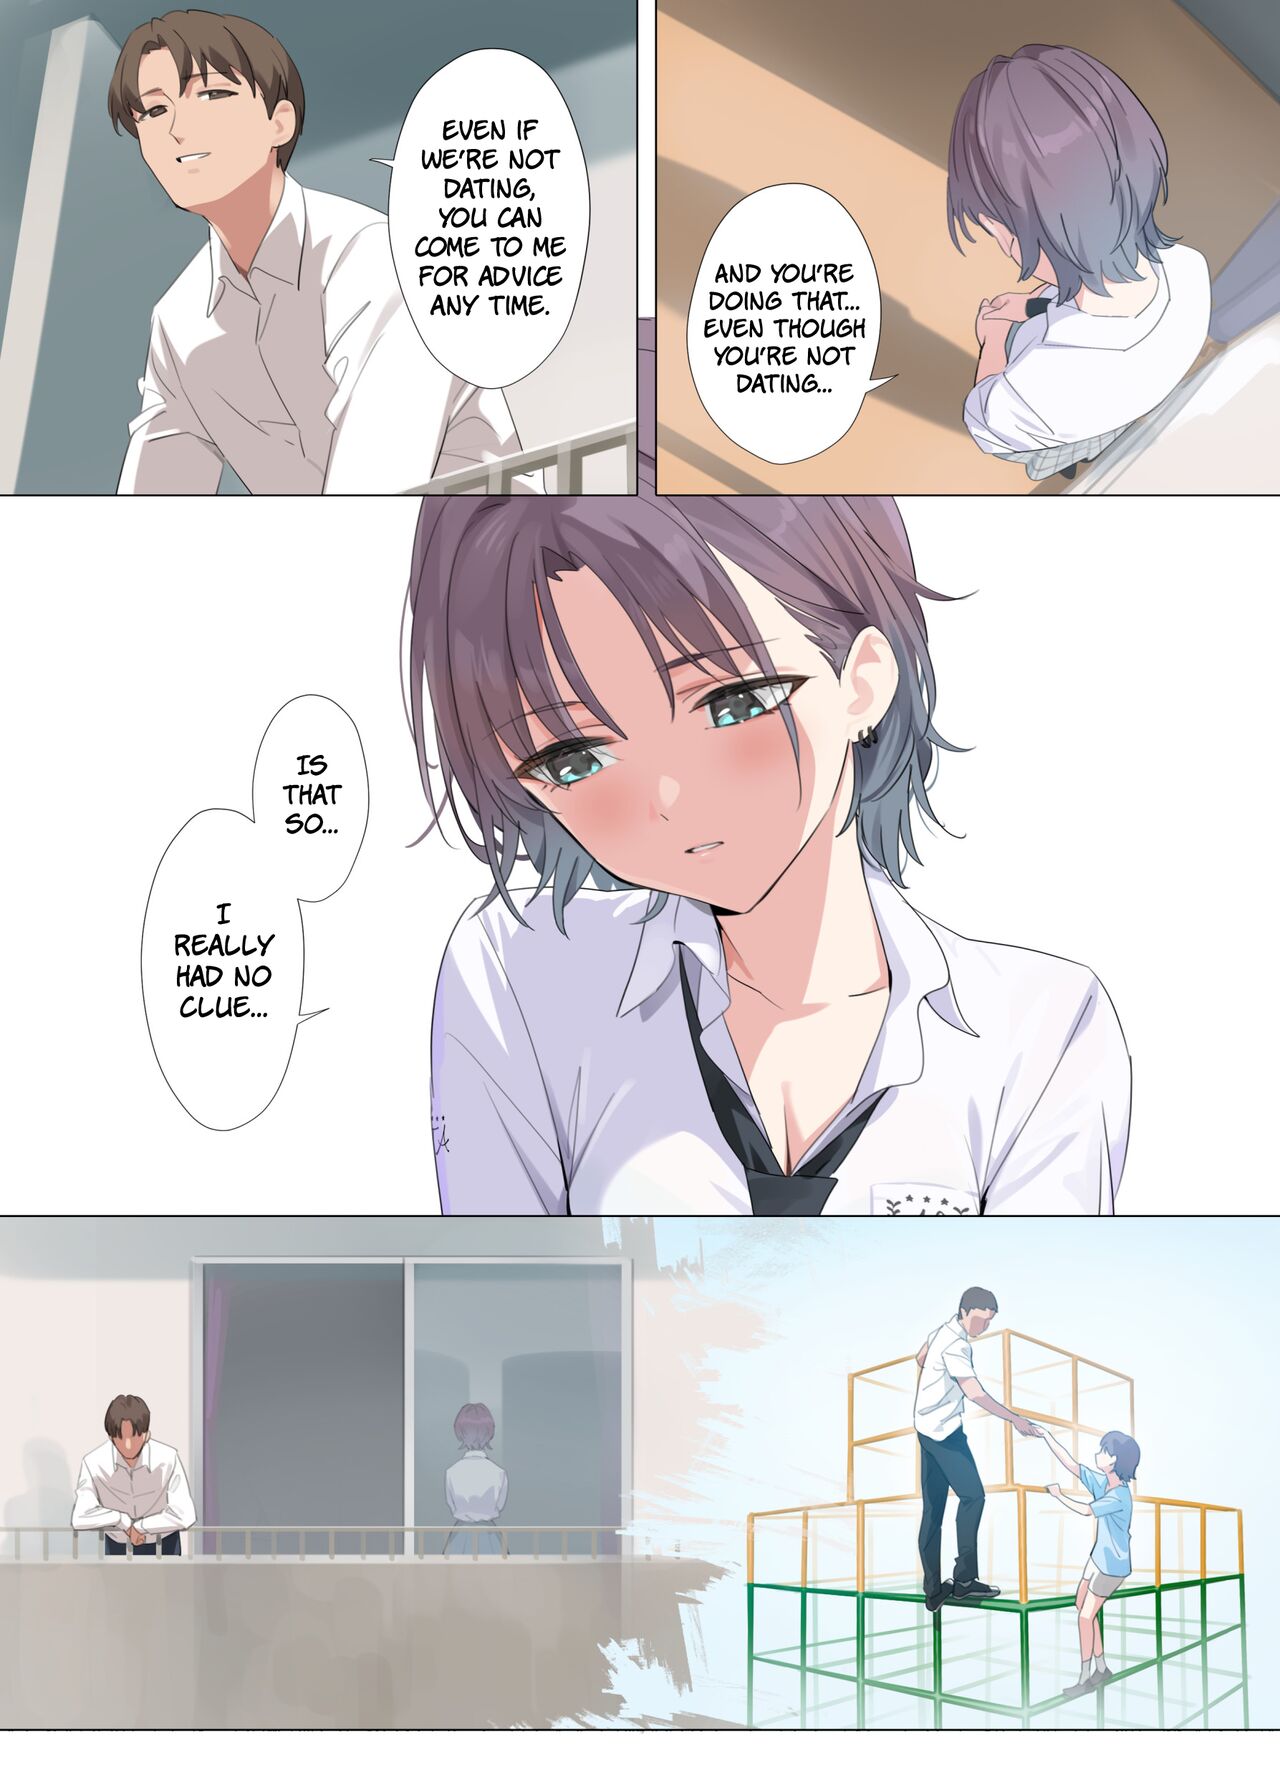 AND YOU'RE
DOING THAT...
EVEN THOUGH
YOU'RE NOT
DATING...
EVEN IF
WE'RE NOT
DATING,
YOU CAN
COME TO ME
FOR ADVICE
ANY TIME.
IS
THAT
SO...
I
REALLY
HAD NO
CLUE...